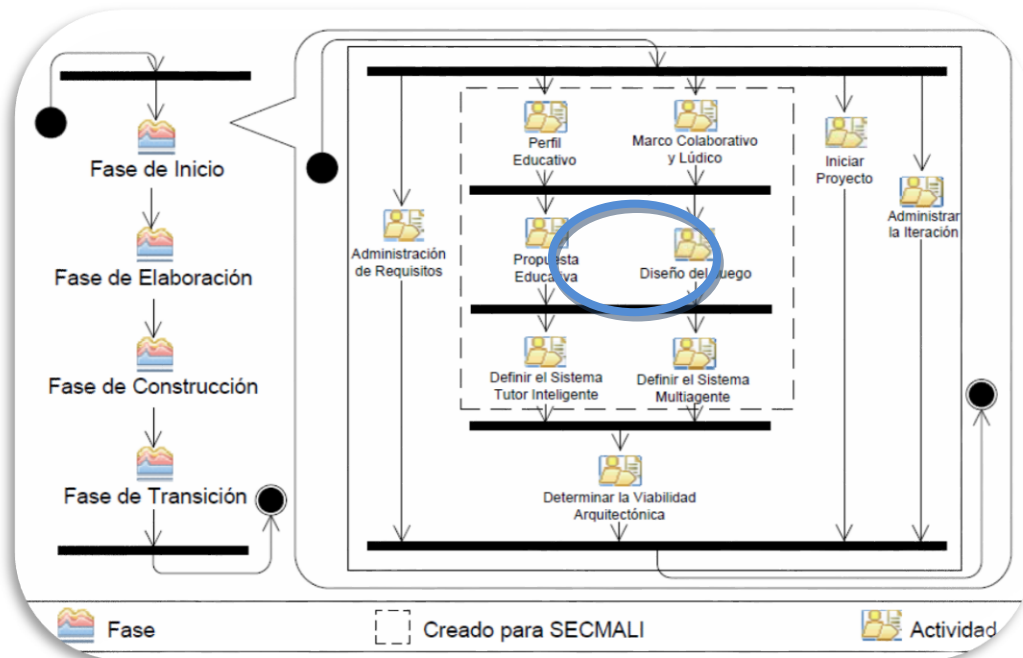 Fase de Inicio
Fase de Elaboración
Fase de Construcción
Fase de Transición
Perfil
Educativo
Marco Colaborativo
y Lúdico
Iniciar
Proyecto
Administrar
la Iteración
Administración
de Requisitos
Propuesta
Educativa
Diseño del Juego
Definir el Sistema
Tutor Inteligente
Definir el Sistema
Multiagente
Determinar la Viabilidad
Arquitectónica
Fase
Creado para SECMALI
Actividad